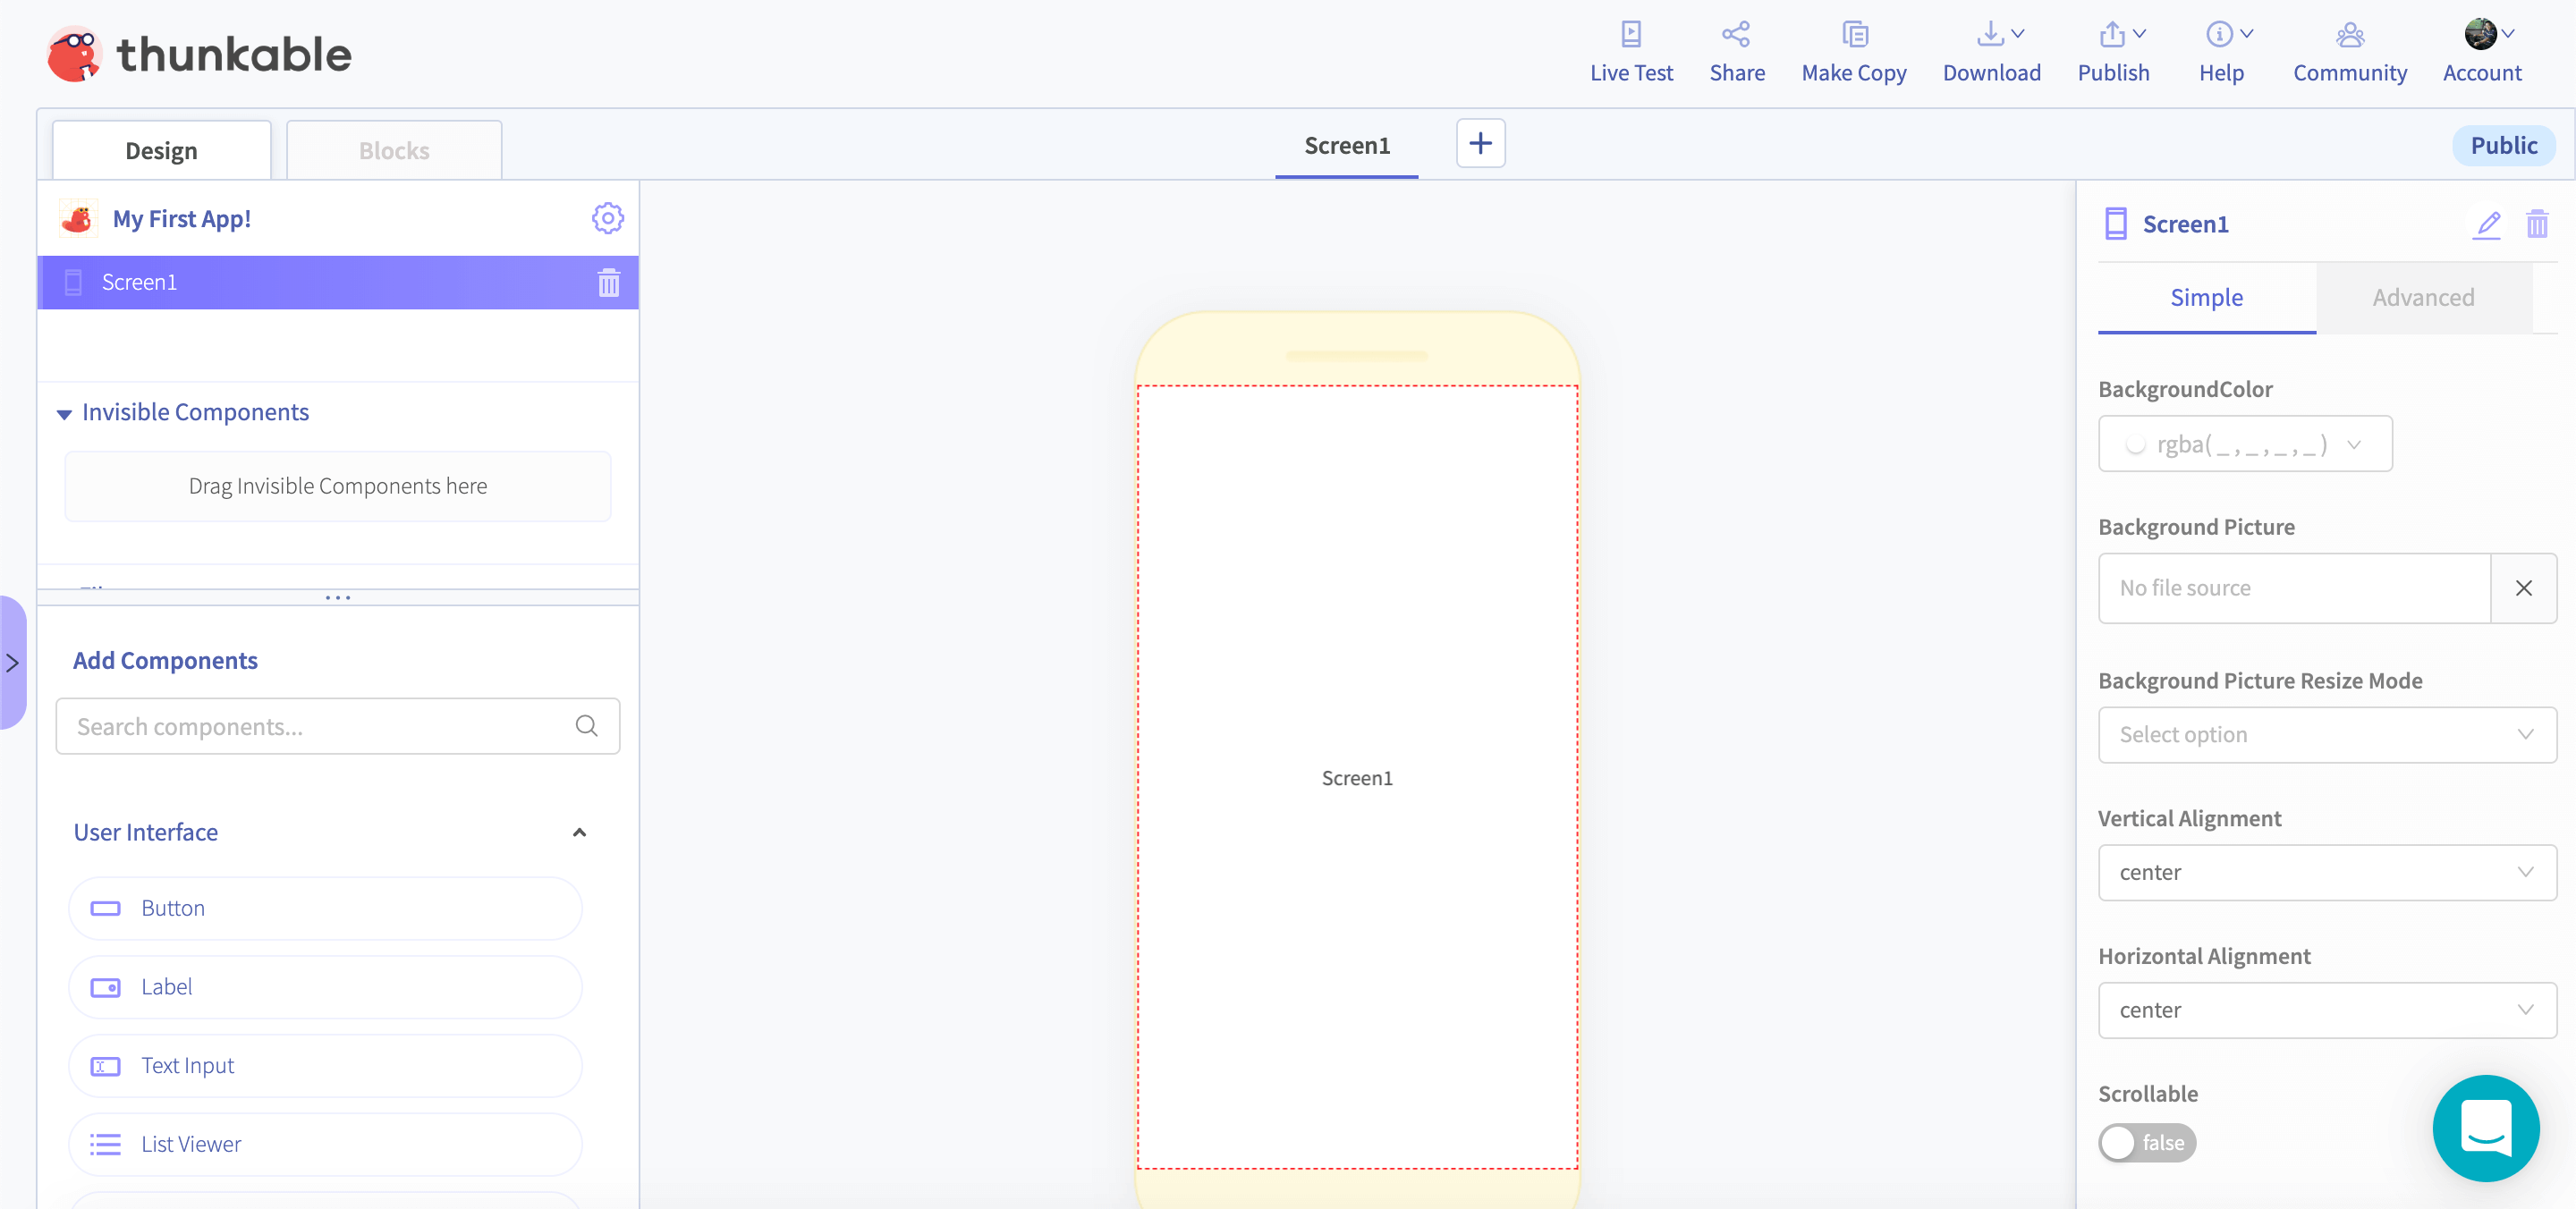 thunkable
Live Test
Share
Make Copy
Download
Publish
Help
Community
Account
Design
Blocks
Screen1
Public
My First App!
Screen1
Invisible Components
Drag Invisible Components here
Add Components
Search components...
User Interface
Button
Label
Text Input
List Viewer
Screen1
Screen1
Simple
Advanced
BackgroundColor
rgba( _ , _ , _ , _ )
Background Picture
No file source
Background Picture Resize Mode
Select option
Vertical Alignment
center
Horizontal Alignment
center
Scrollable
false